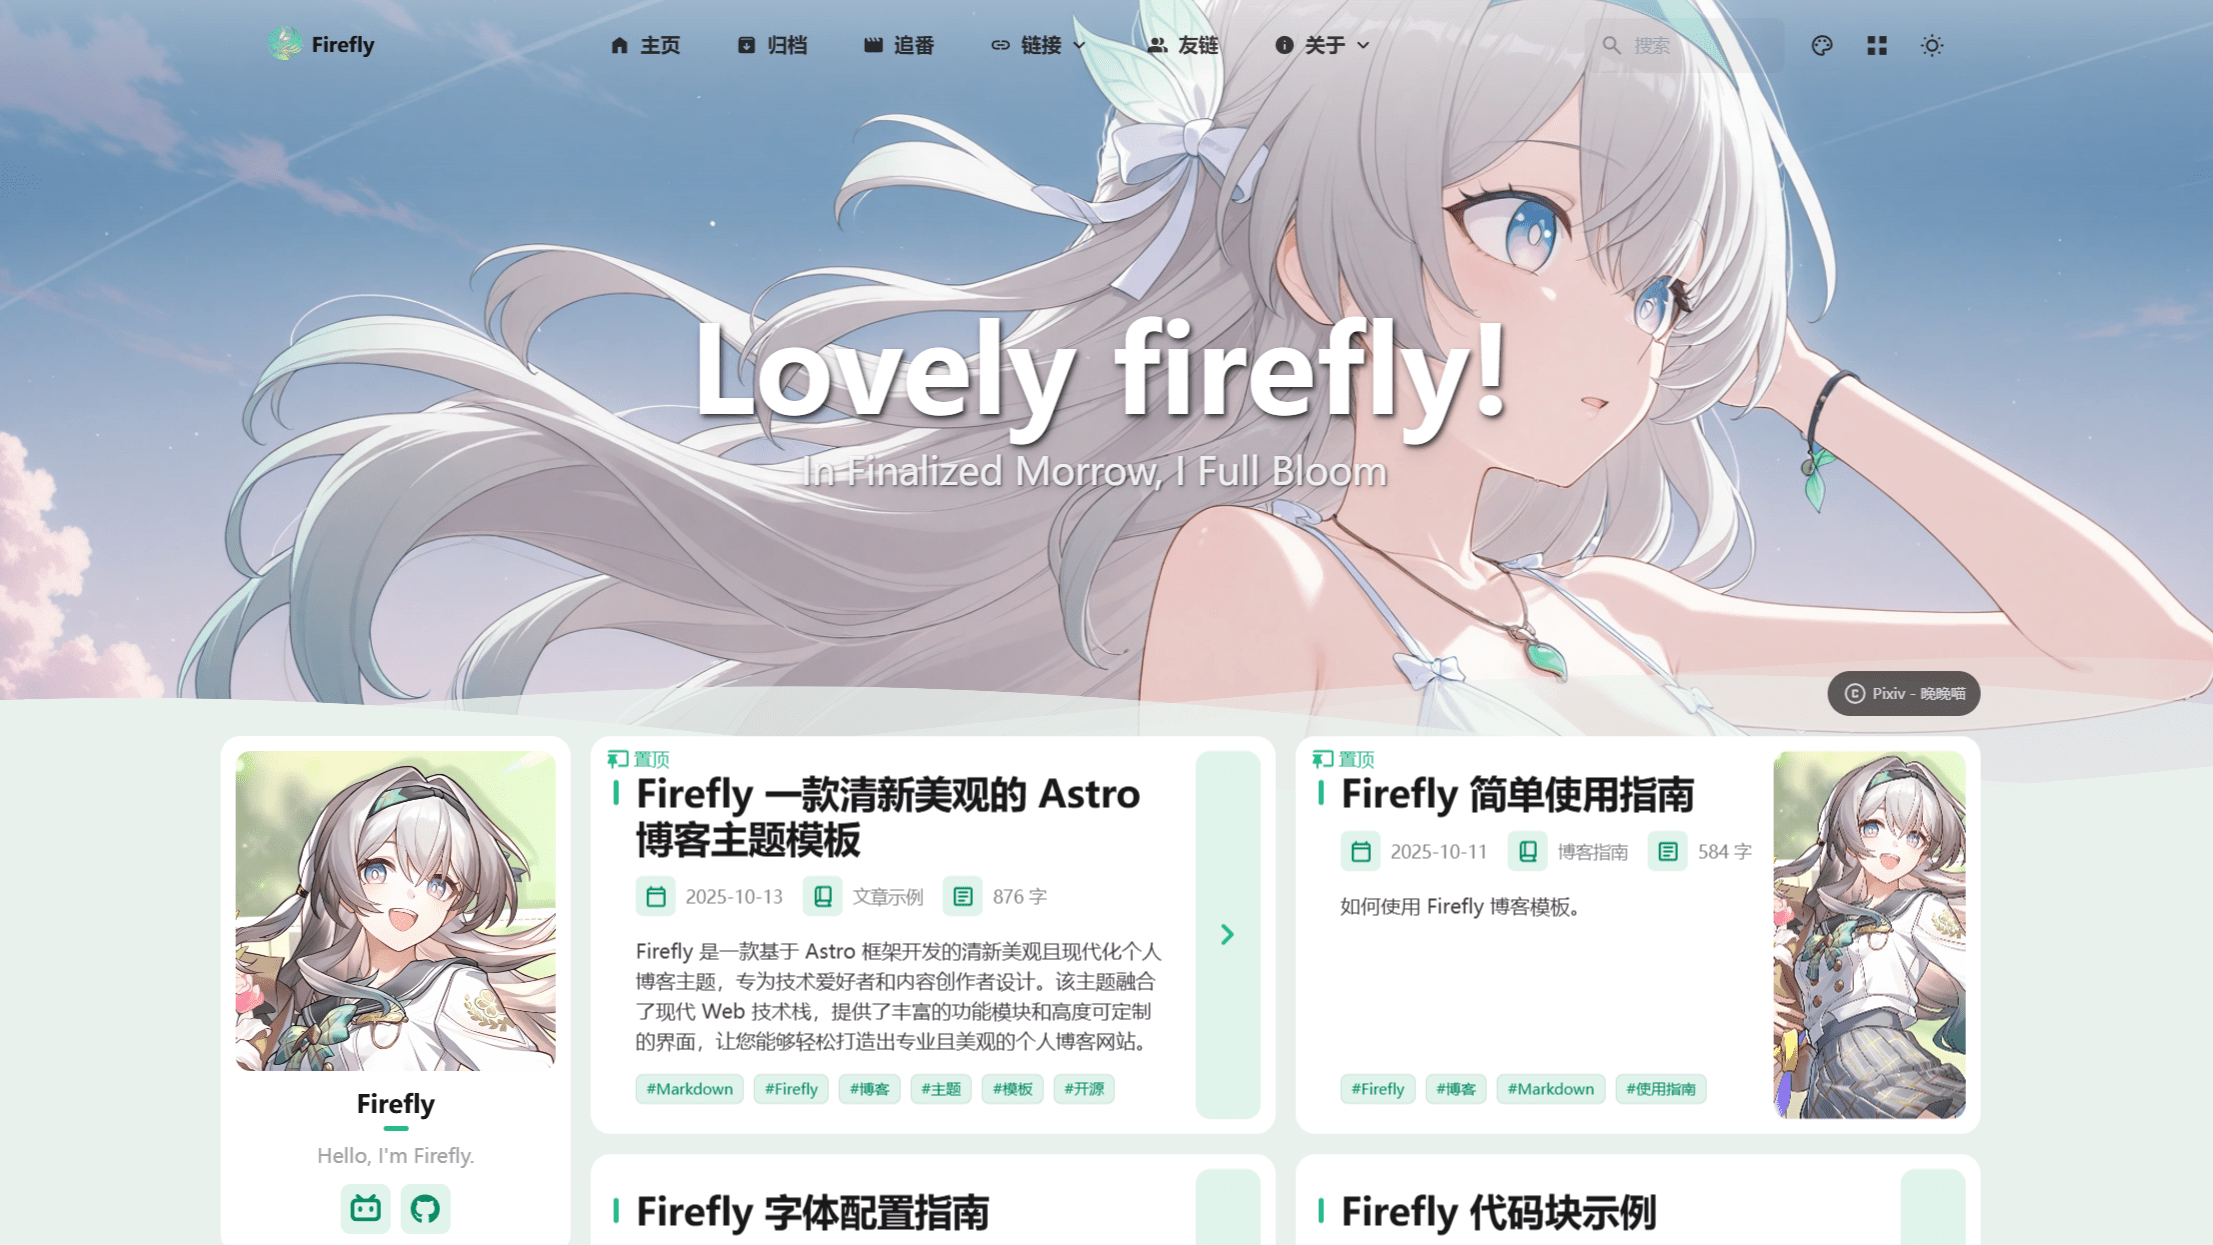 Firefly
主页
归档
追番
链接
友链
关于
搜索
Lovely firefly!
In Finalized Morrow, I Full Bloom
© Pixiv - 晚晚喵
Firefly
Hello, I'm Firefly.
置顶
Firefly 一款清新美观的 Astro
博客主题模板
2025-10-13 文章示例 876 字
Firefly 是一款基于 Astro 框架开发的清新美观且现代化个人
博客主题，专为技术爱好者和内容创作者设计。该主题融合
了现代 Web 技术栈，提供了丰富的功能模块和高度可定制
的界面，让您能够轻松打造出专业且美观的个人博客网站。
#Markdown #Firefly #博客 #主题 #模板 #开源
置顶
Firefly 简单使用指南
2025-10-11 博客指南 584 字
如何使用 Firefly 博客模板。
#Firefly #博客 #Markdown #使用指南
Firefly 字体配置指南
Firefly 代码块示例